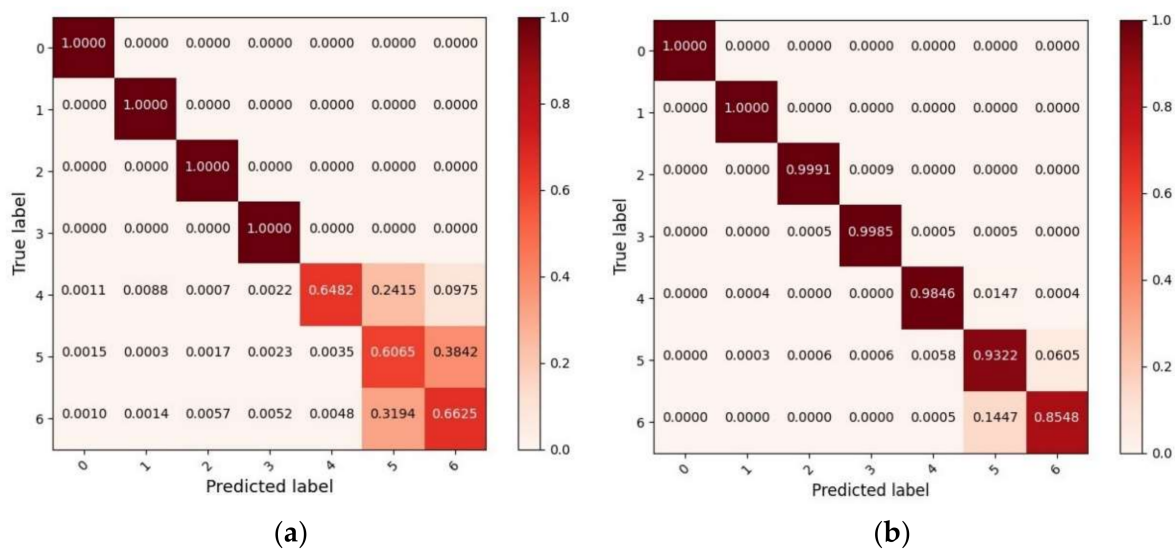 0 1.0000 0.0000 0.0000 0.0000 0.0000 0.0000 0.0000
1 0.0000 1.0000 0.0000 0.0000 0.0000 0.0000 0.0000
2 0.0000 0.0000 1.0000 0.0000 0.0000 0.0000 0.0000
3 0.0000 0.0000 0.0000 1.0000 0.0000 0.0000 0.0000
4 0.0011 0.0088 0.0007 0.0022 0.6482 0.2415 0.0975
5 0.0015 0.0003 0.0017 0.0023 0.0035 0.6065 0.3842
6 0.0010 0.0014 0.0057 0.0052 0.0048 0.3194 0.6625
0 1 2 3 4 5 6
True label
Predicted label
1.0
0.8
0.6
0.4
0.2
0.0
(a)
0 1.0000 0.0000 0.0000 0.0000 0.0000 0.0000 0.0000
1 0.0000 1.0000 0.0000 0.0000 0.0000 0.0000 0.0000
2 0.0000 0.0000 0.9991 0.0009 0.0000 0.0000 0.0000
3 0.0000 0.0000 0.0005 0.9985 0.0005 0.0005 0.0000
4 0.0000 0.0004 0.0000 0.0000 0.9846 0.0147 0.0004
5 0.0000 0.0003 0.0006 0.0006 0.0058 0.9322 0.0605
6 0.0000 0.0000 0.0000 0.0000 0.0005 0.1447 0.8548
0 1 2 3 4 5 6
True label
Predicted label
1.0
0.8
0.6
0.4
0.2
0.0
(b)